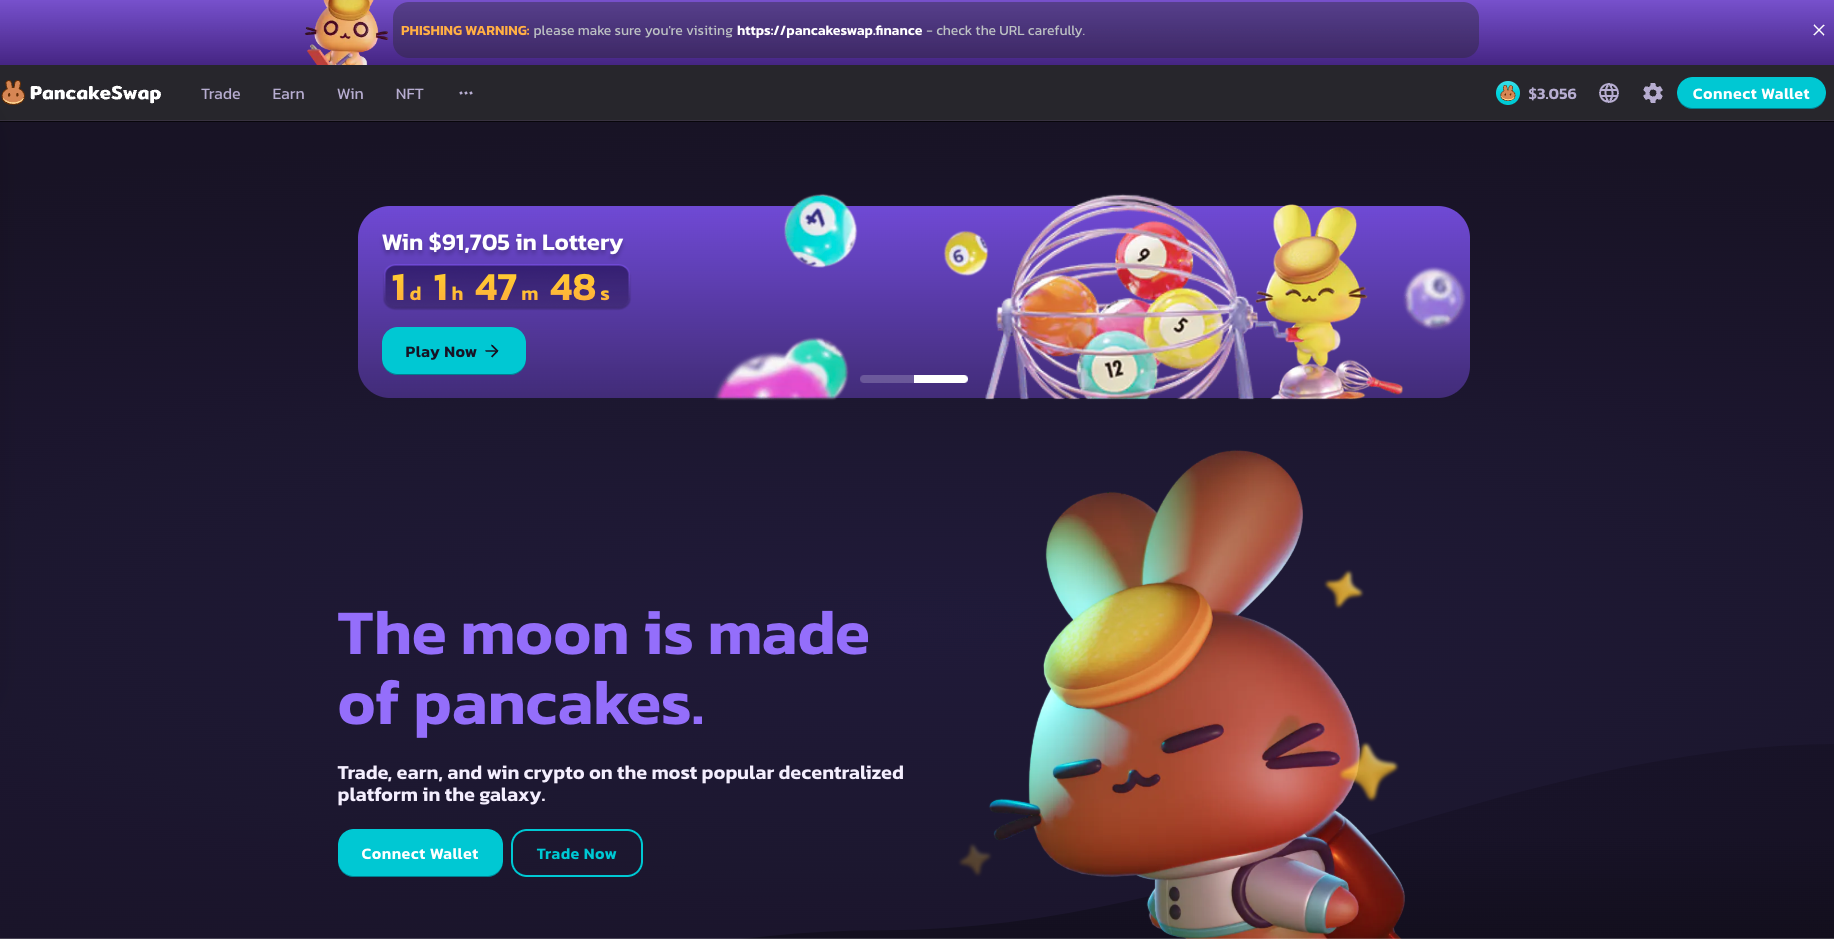 PHISHING WARNING: please make sure you're visiting https://pancakeswap.finance - check the URL carefully.
PancakeSwap
Trade
Earn
Win
NFT
$3.056
Connect Wallet
Win $91,705 in Lottery
1d 1h 47m 48s
Play Now
4
6
9
5
12
The moon is made
of pancakes.
Trade, earn, and win crypto on the most popular decentralized
platform in the galaxy.
Connect Wallet
Trade Now